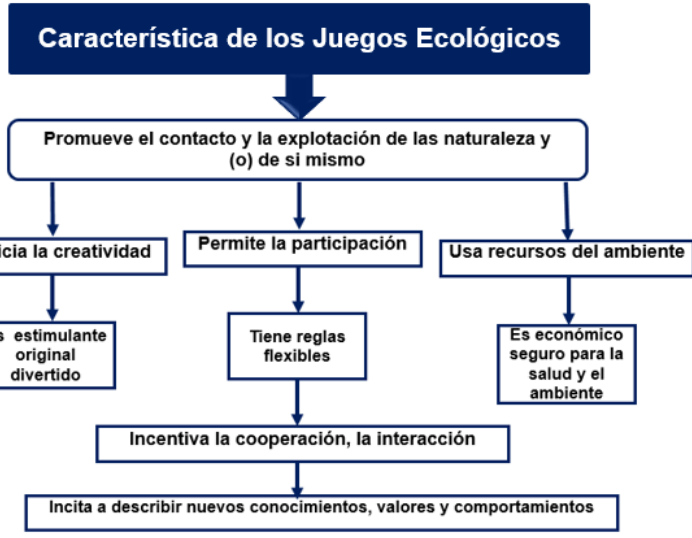 Característica de los Juegos Ecológicos
Promueve el contacto y la explotación de las naturaleza y
(o) de si mismo
la creatividad
Permite la participación
Usa recursos del ambiente
estimulante
original
divertido
Tiene reglas
flexibles
Es económico
seguro para la
salud y el
ambiente
Incentiva la cooperación, la interacción
Incita a describir nuevos conocimientos, valores y comportamientos